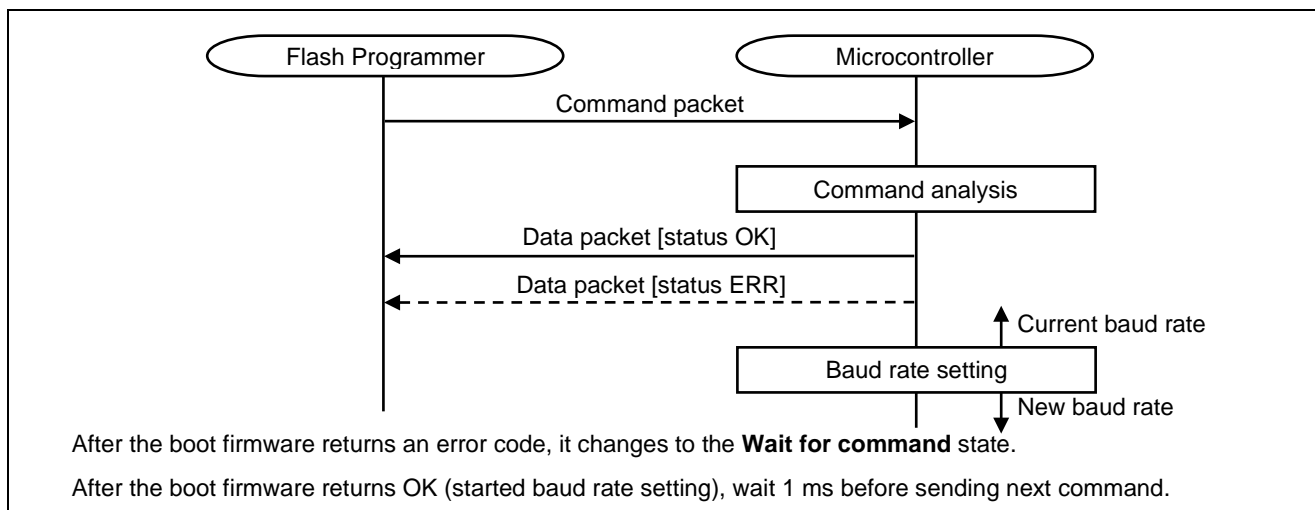 Flash Programmer
Microcontroller
Command packet
Command analysis
Data packet [status OK]
Data packet [status ERR]
Current baud rate
Baud rate setting
New baud rate
After the boot firmware returns an error code, it changes to the Wait for command state.
After the boot firmware returns OK (started baud rate setting), wait 1 ms before sending next command.